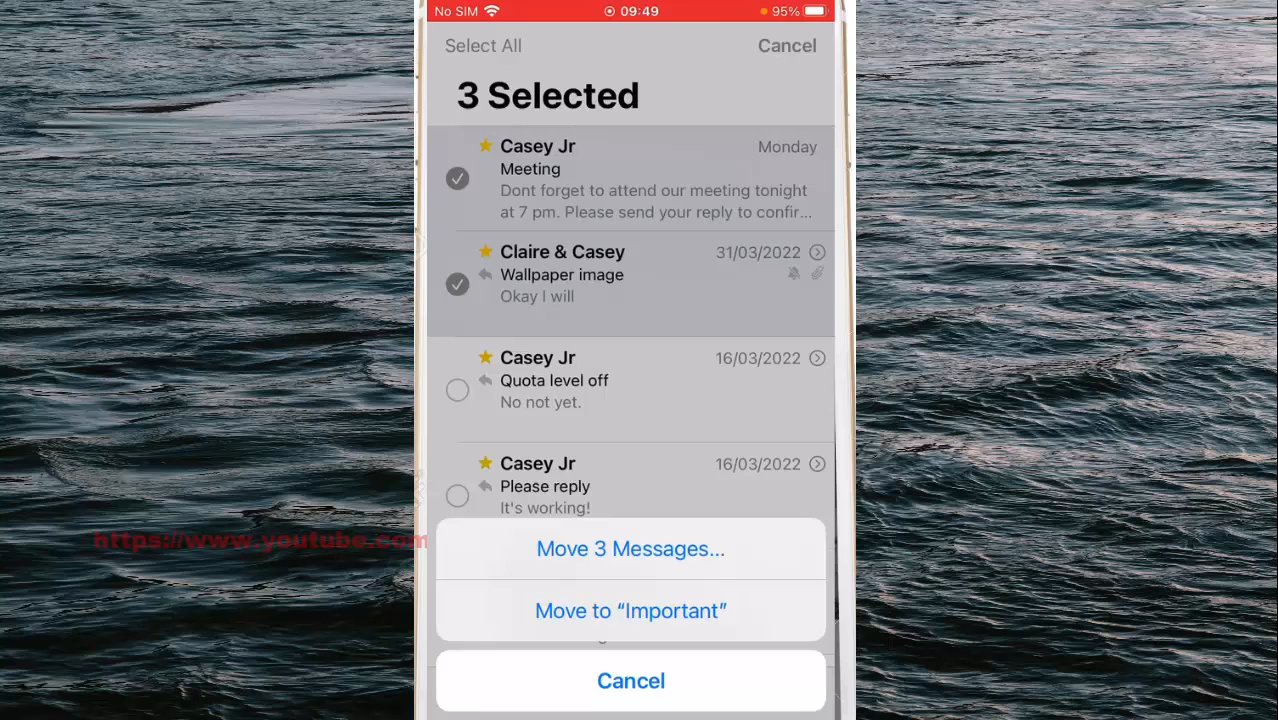 No SIM 09:49 95%
Select All Cancel
3 Selected
Casey Jr Monday
Meeting
Dont forget to attend our meeting tonight
at 7 pm. Please send your reply to confir...
Claire & Casey 31/03/2022
Wallpaper image
Okay I will
Casey Jr 16/03/2022
Quota level off
No not yet.
Casey Jr 16/03/2022
Please reply
It's working!
https://www.youtube.com
Move 3 Messages...
Move to “Important”
Cancel